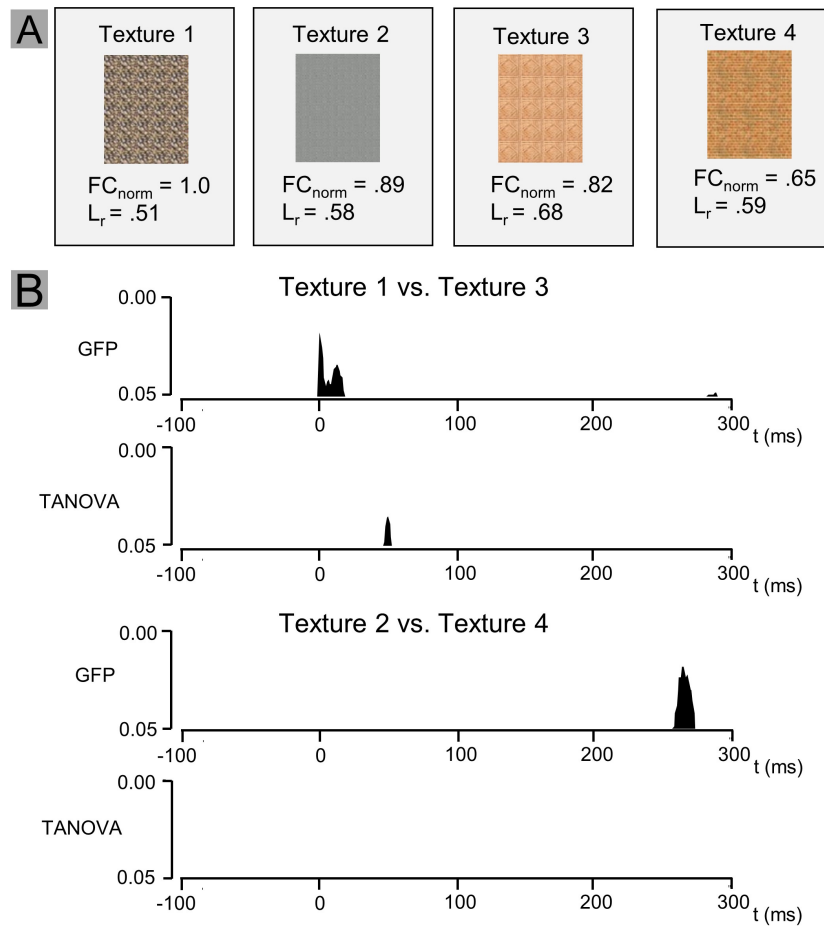 A
Texture 1
FCnorm = 1.0
Lr = .51
Texture 2
FCnorm = .89
Lr = .58
Texture 3
FCnorm = .82
Lr = .68
Texture 4
FCnorm = .65
Lr = .59
B
Texture 1 vs. Texture 3
0.00
GFP
0.05
-100 0 100 200 300 t (ms)
0.00
TANOVA
0.05
-100 0 100 200 300 t (ms)
Texture 2 vs. Texture 4
0.00
GFP
0.05
-100 0 100 200 300 t (ms)
0.00
TANOVA
0.05
-100 0 100 200 300 t (ms)